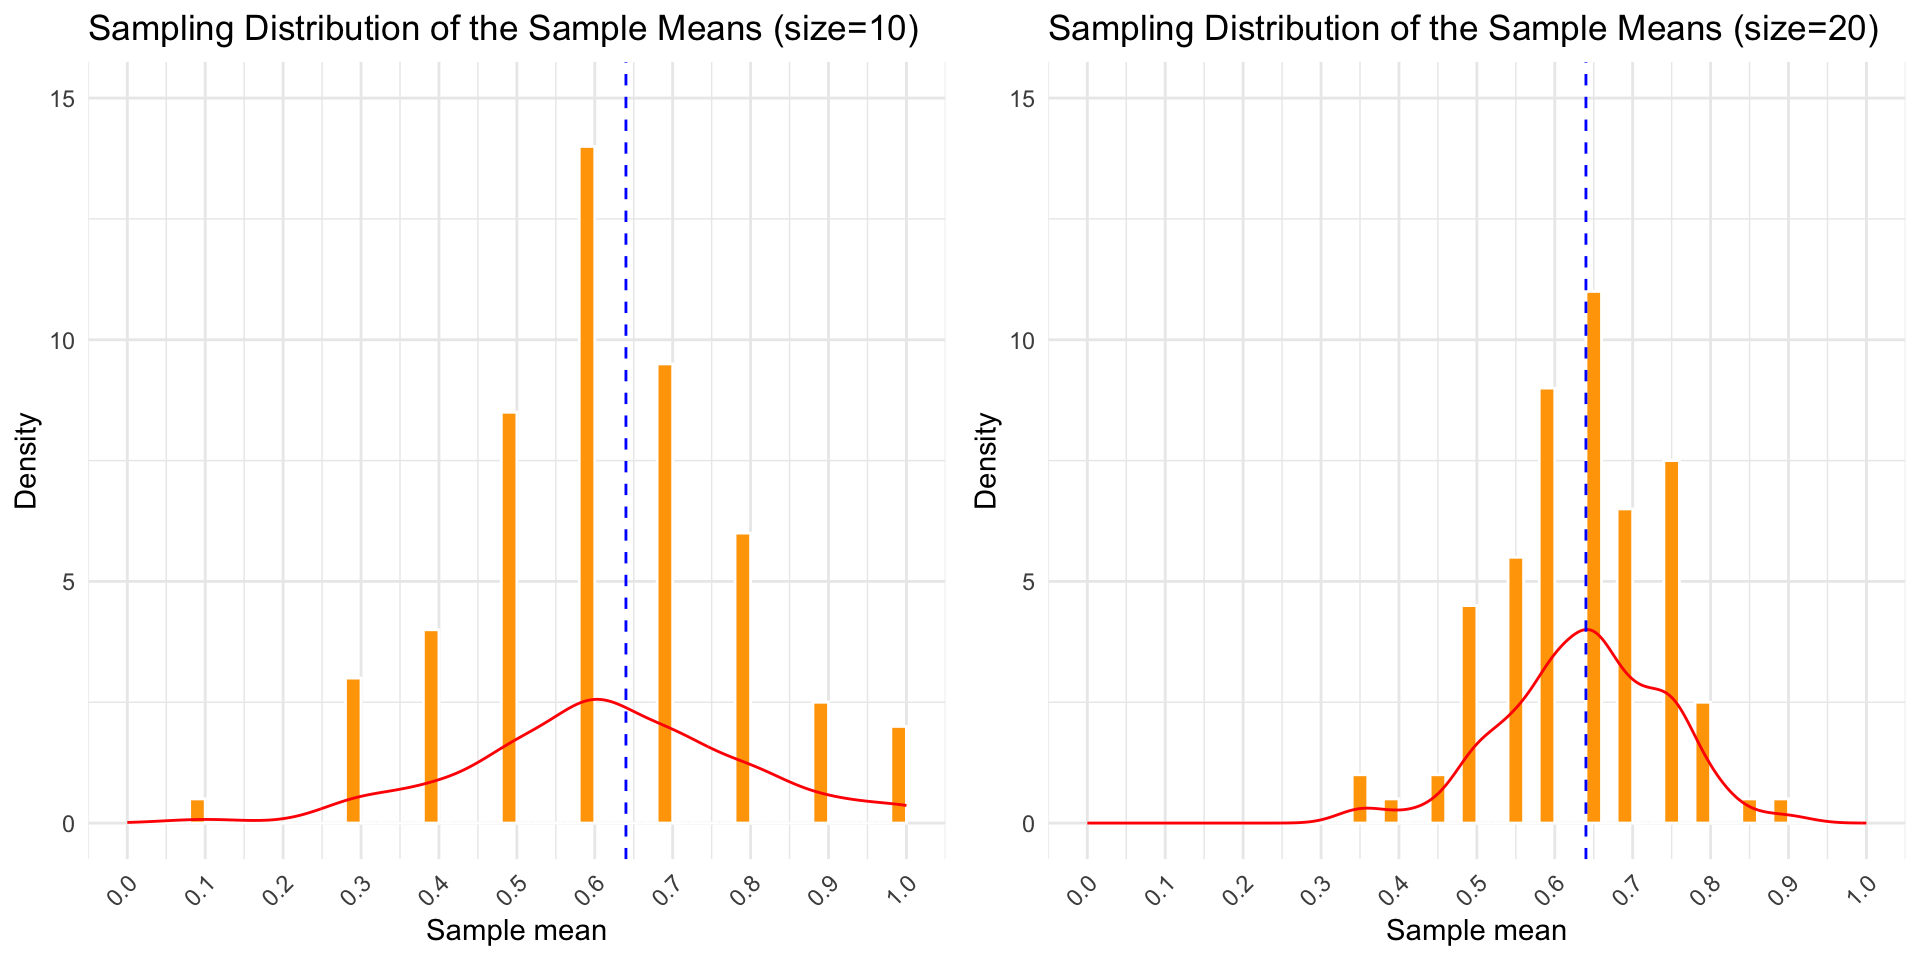 Sampling Distribution of the Sample Means (size=10)
15
10
5
0
Density
0.0 0.1 0.2 0.3 0.4 0.5 0.6 0.7 0.8 0.9 1.0
Sample mean
Sampling Distribution of the Sample Means (size=20)
15
10
5
0
Density
0.0 0.1 0.2 0.3 0.4 0.5 0.6 0.7 0.8 0.9 1.0
Sample mean